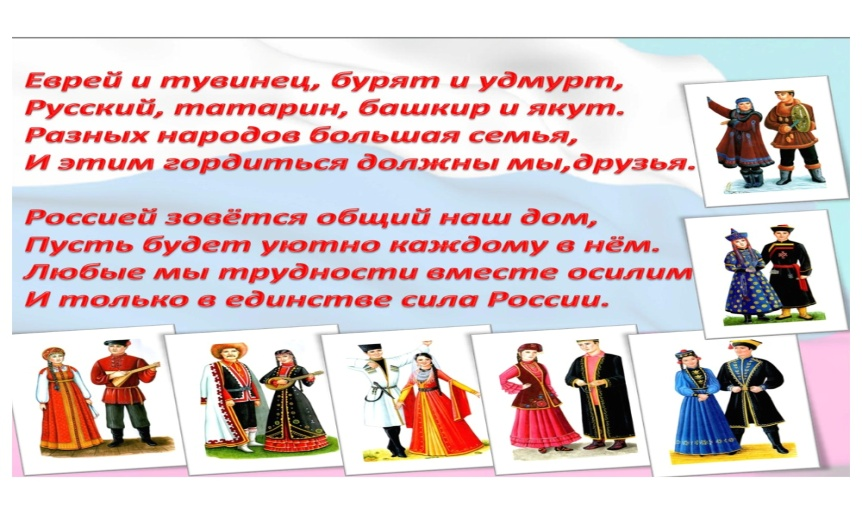 Еврей и тувинец, бурят и удмурт,
Русский, татарин, башкир и якут.
Разных народов большая семья,
И этим гордиться должны мы,друзья.
Россией зовётся общий наш дом,
Пусть будет уютно каждому в нём.
Любые мы трудности вместе осилим
И только в единстве сила России.